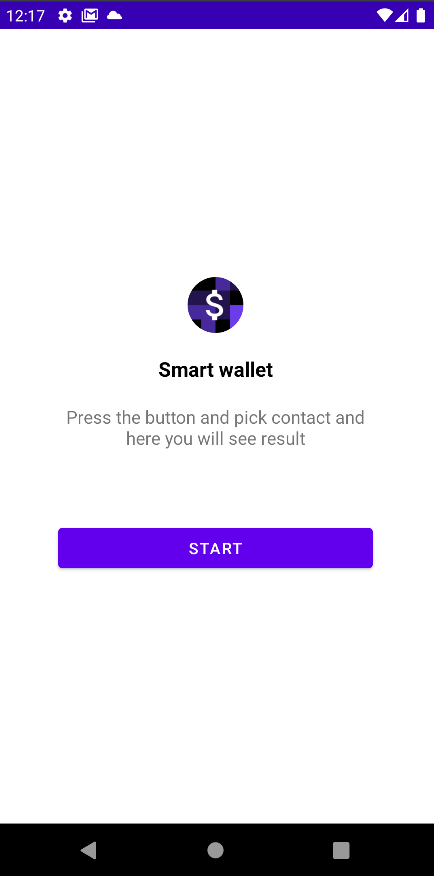 12:17
$
Smart wallet
Press the button and pick contact and
here you will see result
START